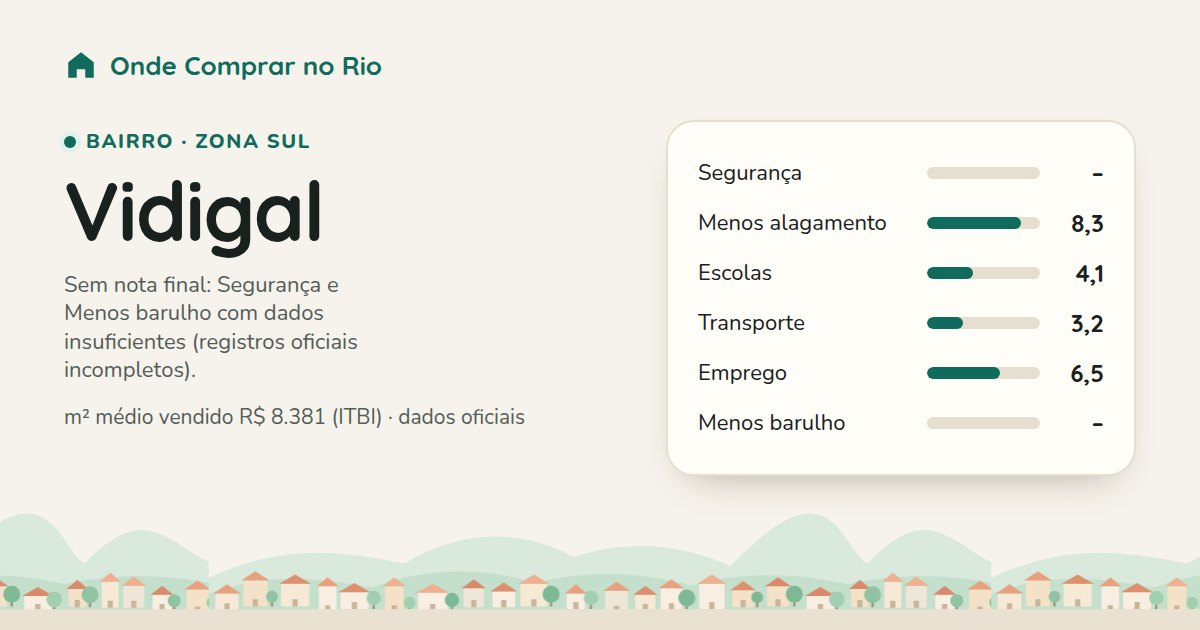 Onde Comprar no Rio
BAIRRO · ZONA SUL
Vidigal
Sem nota final: Segurança e
Menos barulho com dados
insuficientes (registros oficiais
incompletos).
m² médio vendido R$ 8.381 (ITBI) · dados oficiais
Segurança –
Menos alagamento 8,3
Escolas 4,1
Transporte 3,2
Emprego 6,5
Menos barulho –